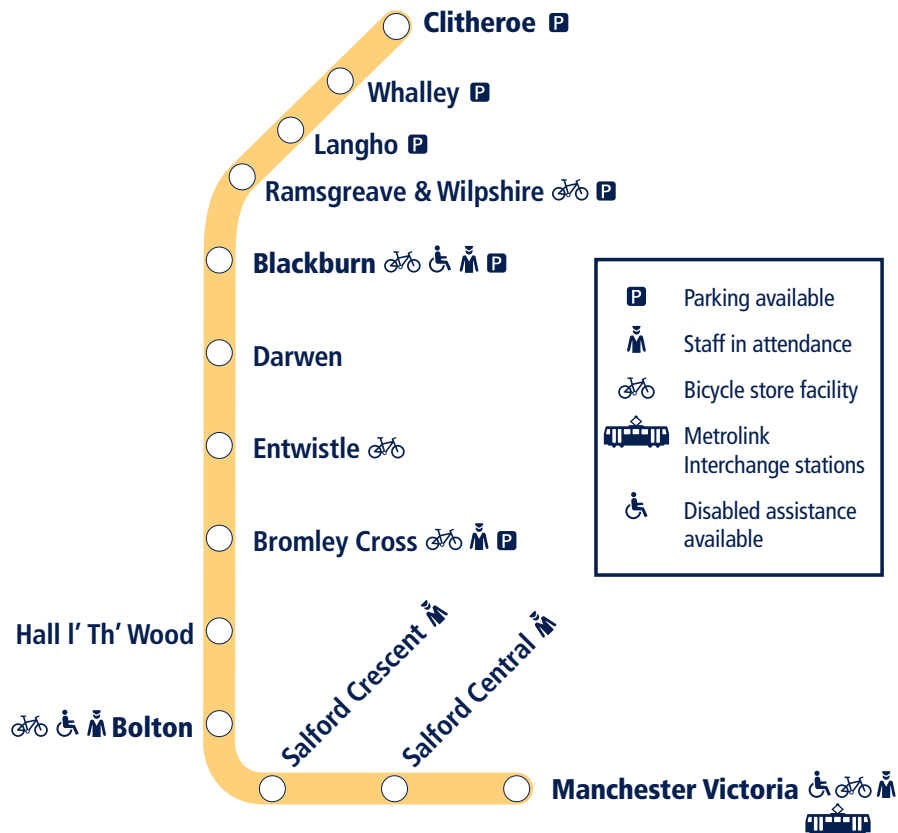 Clitheroe P
Whalley P
Langho P
Ramsgreave & Wilpshire P
Blackburn P
Darwen
Entwistle
Bromley Cross P
Hall l’ Th’ Wood
Bolton
Salford Crescent
Salford Central
Manchester Victoria
P Parking available
Staff in attendance
Bicycle store facility
Metrolink
Interchange stations
Disabled assistance
available